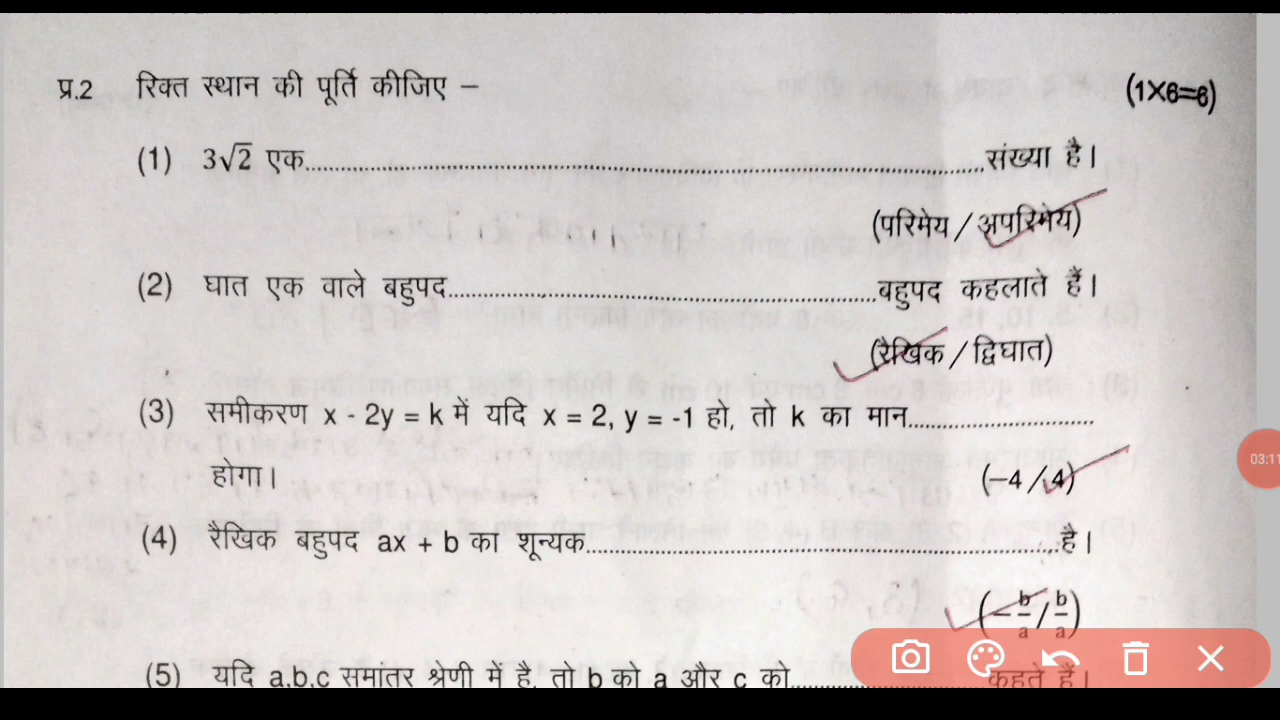 प्र.2 रिक्त स्थान की पूर्ति कीजिए – (1×6=6)
(1) 3√2 एक........................................संख्या है।
(परिमेय / अपरिमेय)
(2) घात एक वाले बहुपद........................................बहुपद कहलाते हैं।
(रैखिक / द्विघात)
(3) समीकरण x - 2y = k में यदि x = 2, y = -1 हो, तो k का मान....................
होगा। (–4 / 4)
(4) रैखिक बहुपद ax + b का शून्यक........................................है।
(–b/a / b/a)
03:11
(5) यदि a,b,c समांतर श्रेणी में है, तो b को a और c को....................कहते हैं।